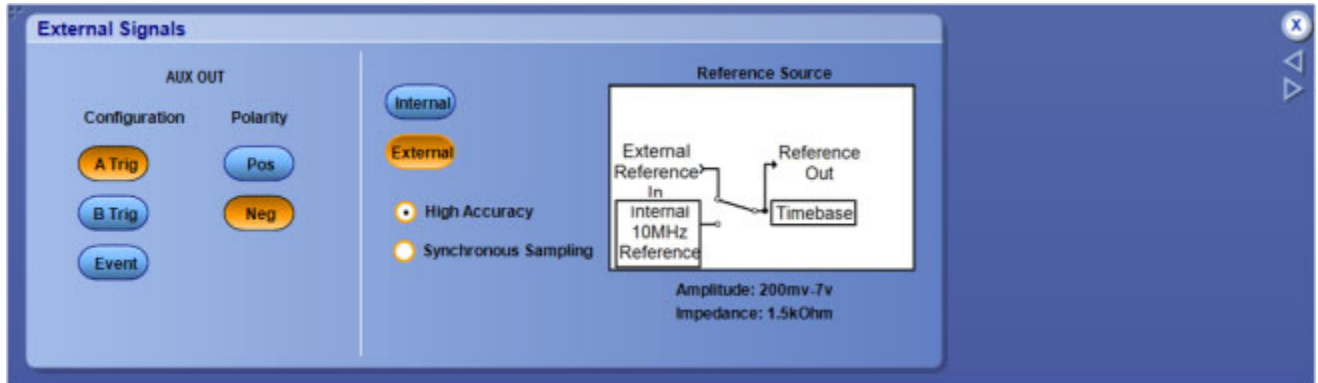 External Signals
X
AUX OUT
Configuration
Polarity
A Trig
Pos
B Trig
Neg
Event
Internal
External
High Accuracy
Synchronous Sampling
Reference Source
External
Reference
In
Reference
Out
Internal
10MHz
Reference
Timebase
Amplitude: 200mv-7v
Impedance: 1.5kOhm